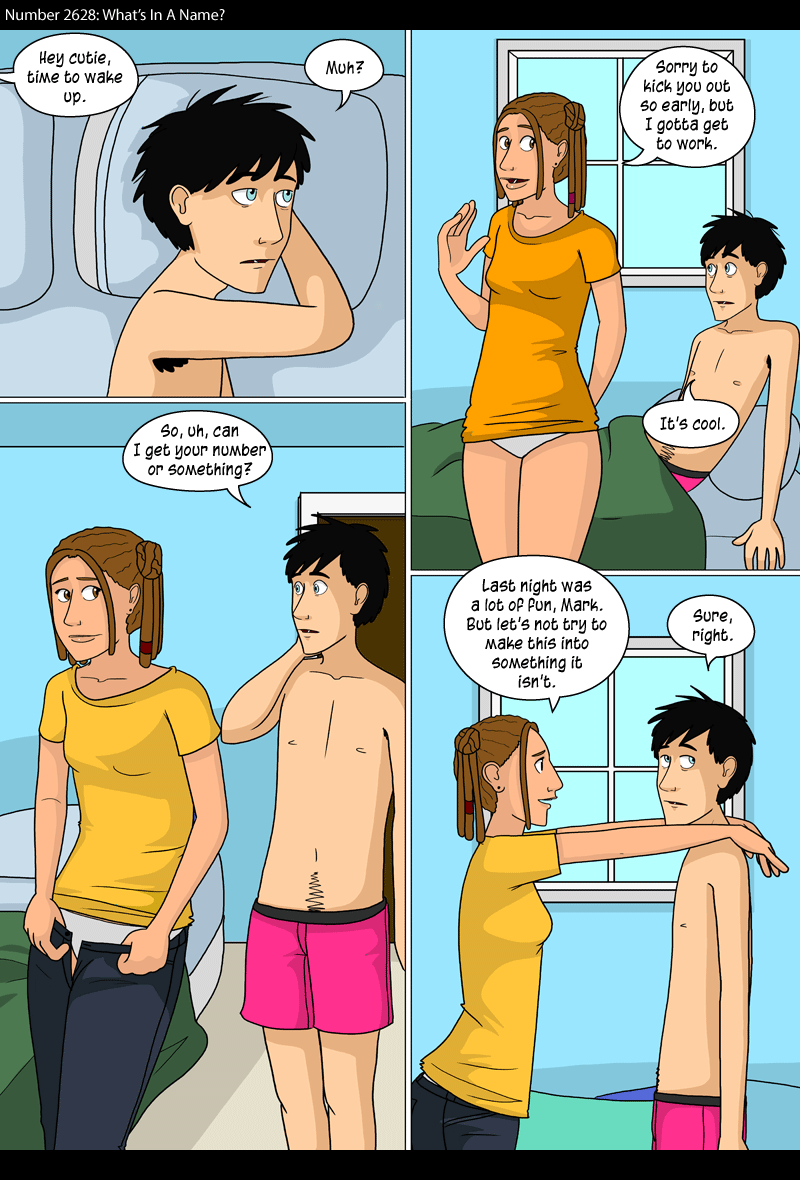 Number 2628: What's In A Name?
Hey cutie,
time to wake
up.
Muh?
Sorry to
kick you out
so early, but
I gotta get
to work.
It's cool.
So, uh, can
I get your number
or something?
Last night was
a lot of fun, Mark.
But let's not try to
make this into
something it
isn't.
Sure,
right.